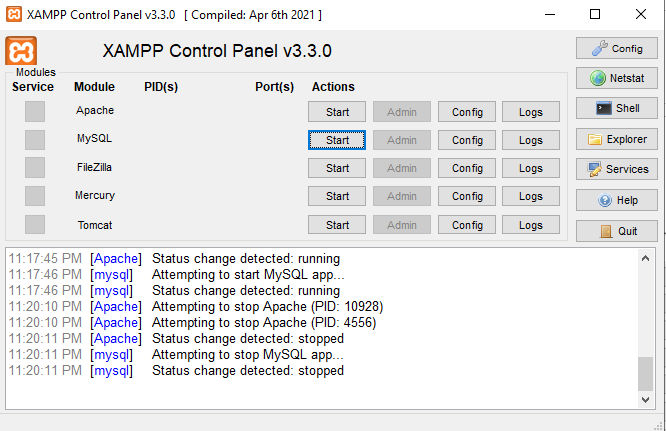 XAMPP Control Panel v3.3.0 [ Compiled: Apr 6th 2021 ]
XAMPP Control Panel v3.3.0
Config
Modules
Service Module PID(s) Port(s) Actions
Netstat
Apache Start Admin Config Logs
Shell
MySQL Start Admin Config Logs
Explorer
FileZilla Start Admin Config Logs
Services
Mercury Start Admin Config Logs
Help
Tomcat Start Admin Config Logs
Quit
11:17:45 PM [Apache] Status change detected: running
11:17:46 PM [mysql] Attempting to start MySQL app...
11:17:46 PM [mysql] Status change detected: running
11:20:10 PM [Apache] Attempting to stop Apache (PID: 10928)
11:20:10 PM [Apache] Attempting to stop Apache (PID: 4556)
11:20:11 PM [Apache] Status change detected: stopped
11:20:11 PM [mysql] Attempting to stop MySQL app...
11:20:11 PM [mysql] Status change detected: stopped